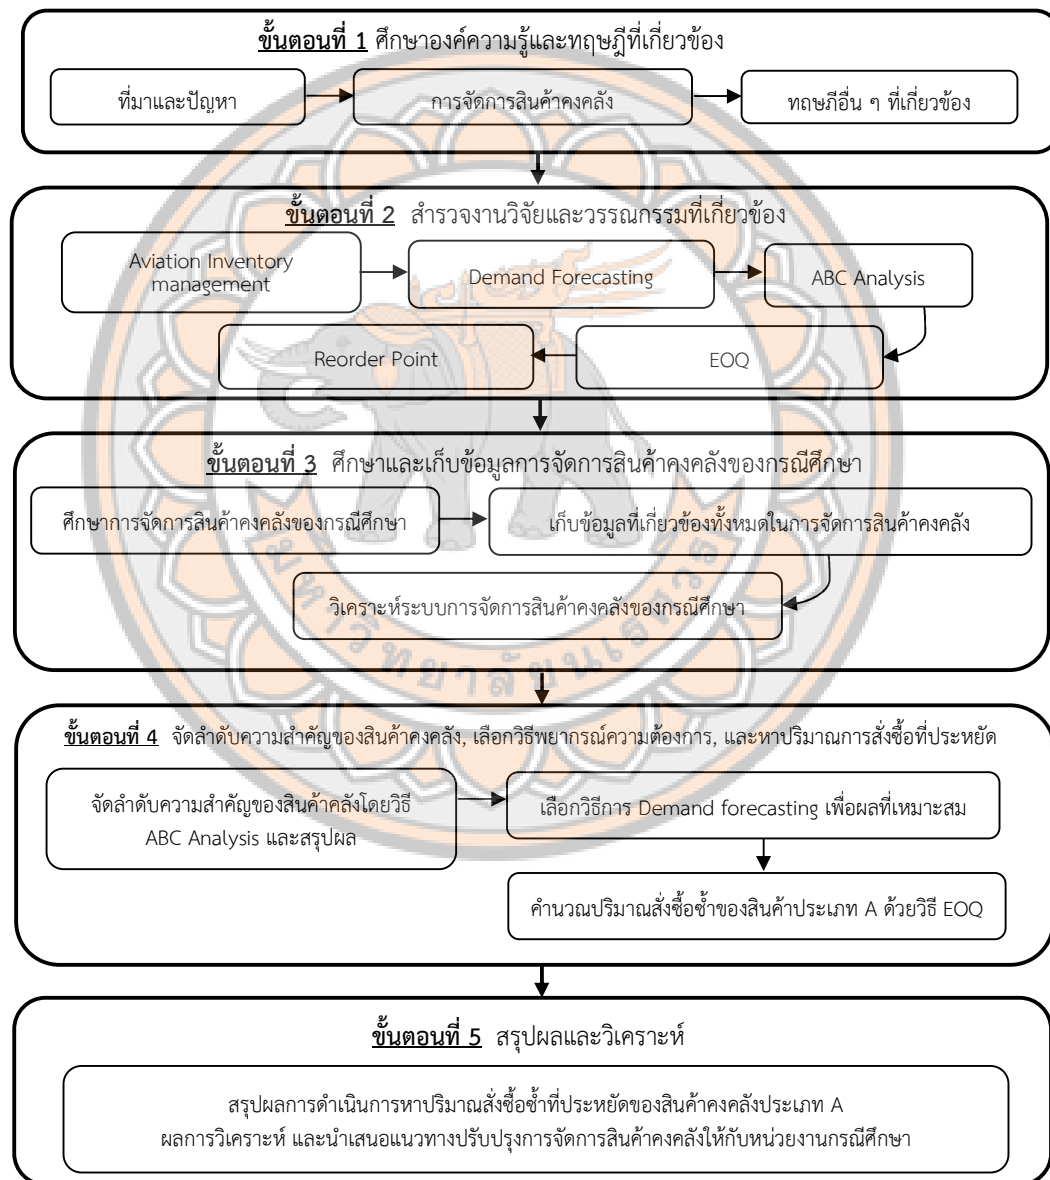 ขั้นตอนที่ 1 ศึกษาองค์ความรู้และทฤษฎีที่เกี่ยวข้อง
ที่มาและปัญหา
การจัดการสินค้าคงคลัง
ทฤษฎีอื่น ๆ ที่เกี่ยวข้อง
ขั้นตอนที่ 2 สำรวจงานวิจัยและวรรณกรรมที่เกี่ยวข้อง
Aviation Inventory
management
Demand Forecasting
ABC Analysis
Reorder Point
EOQ
ขั้นตอนที่ 3 ศึกษาและเก็บข้อมูลการจัดการสินค้าคงคลังของกรณีศึกษา
ศึกษาการจัดการสินค้าคงคลังของกรณีศึกษา
เก็บข้อมูลที่เกี่ยวข้องทั้งหมดในการจัดการสินค้าคงคลัง
วิเคราะห์ระบบการจัดการสินค้าคงคลังของกรณีศึกษา
มหาวิทยาลัยนเรศวร
ขั้นตอนที่ 4 จัดลำดับความสำคัญของสินค้าคงคลัง, เลือกวิธีพยากรณ์ความต้องการ, และหาปริมาณการสั่งซื้อที่ประหยัด
จัดลำดับความสำคัญของสินค้าคลังโดยวิธี
ABC Analysis และสรุปผล
เลือกวิธีการ Demand forecasting เพื่อผลที่เหมาะสม
คำนวณปริมาณสั่งซื้อซ้ำของสินค้าประเภท A ด้วยวิธี EOQ
ขั้นตอนที่ 5 สรุปผลและวิเคราะห์
สรุปผลการดำเนินการหาปริมาณสั่งซื้อซ้ำที่ประหยัดของสินค้าคงคลังประเภท A
ผลการวิเคราะห์ และนำเสนอแนวทางปรับปรุงการจัดการสินค้าคงคลังให้กับหน่วยงานกรณีศึกษา